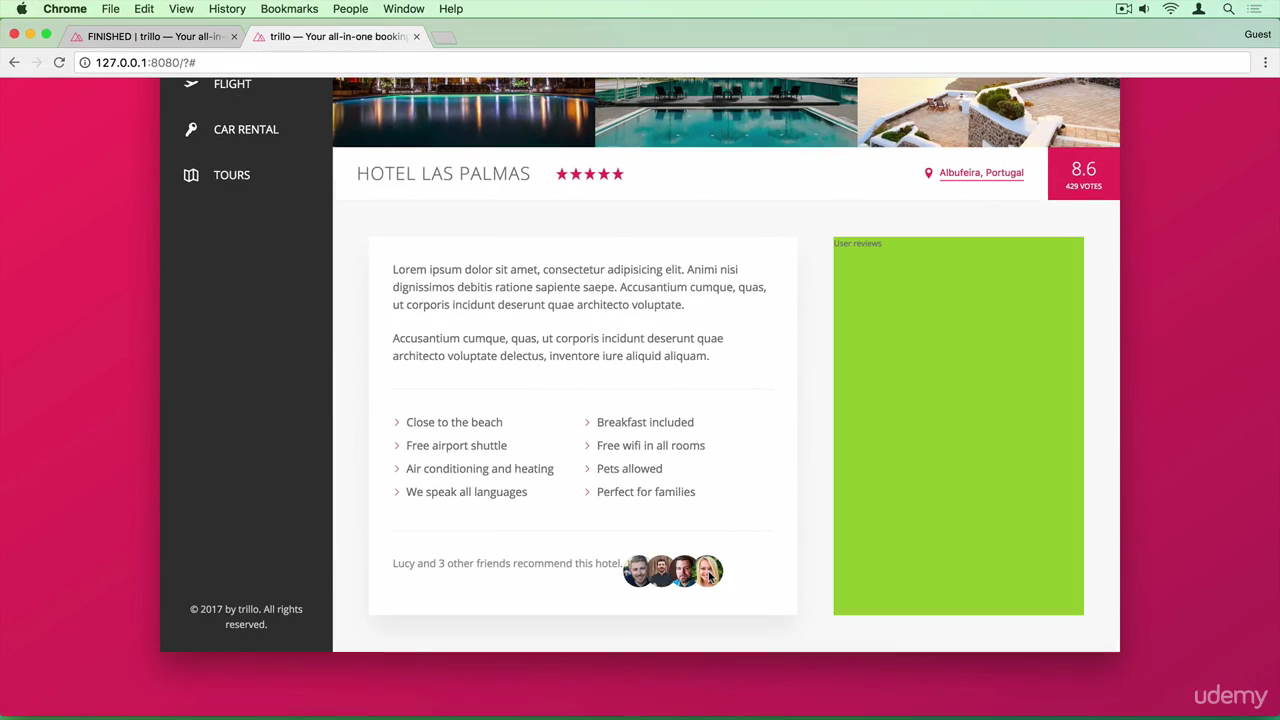 Chrome File Edit View History Bookmarks People Window Help
FINISHED | trillo — Your all-in-
trillo — Your all-in-one booking
Guest
127.0.0.1:8080/?#
FLIGHT
CAR RENTAL
TOURS
HOTEL LAS PALMAS
Albufeira, Portugal
8.6
429 VOTES
Lorem ipsum dolor sit amet, consectetur adipisicing elit. Animi nisi
dignissimos debitis ratione sapiente saepe. Accusantium cumque, quas,
ut corporis incidunt deserunt quae architecto voluptate.
Accusantium cumque, quas, ut corporis incidunt deserunt quae
architecto voluptate delectus, inventore iure aliquid aliquam.
Close to the beach
Breakfast included
Free airport shuttle
Free wifi in all rooms
Air conditioning and heating
Pets allowed
We speak all languages
Perfect for families
Lucy and 3 other friends recommend this hotel.
User reviews
© 2017 by trillo. All rights
reserved.
udemy